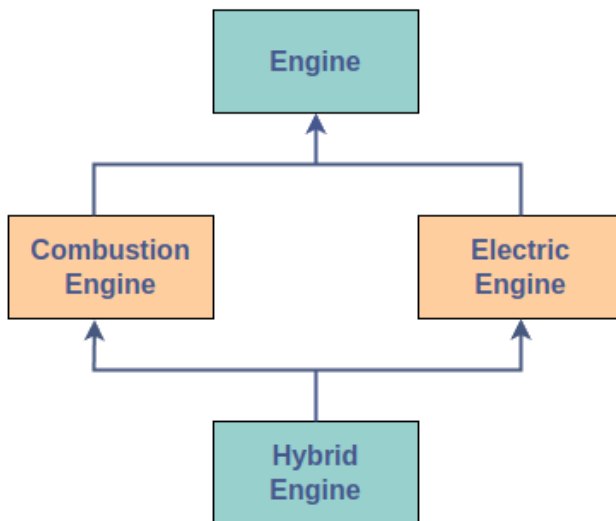 Engine
Combustion
Engine
Electric
Engine
Hybrid
Engine